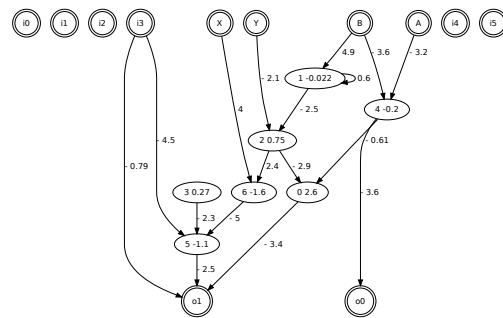 i0 i1 i2 i3 X Y B A i4 i5
4.9 - 3.6 - 3.2
- 2.1 1 -0.022 0.6
4 - 2.5 4 -0.2
- 4.5 2 0.75 - 0.61
- 0.79 2.4 - 2.9
3 0.27 6 -1.6 0 2.6 - 3.6
- 2.3 - 5
5 -1.1 - 3.4
- 2.5
o1 o0